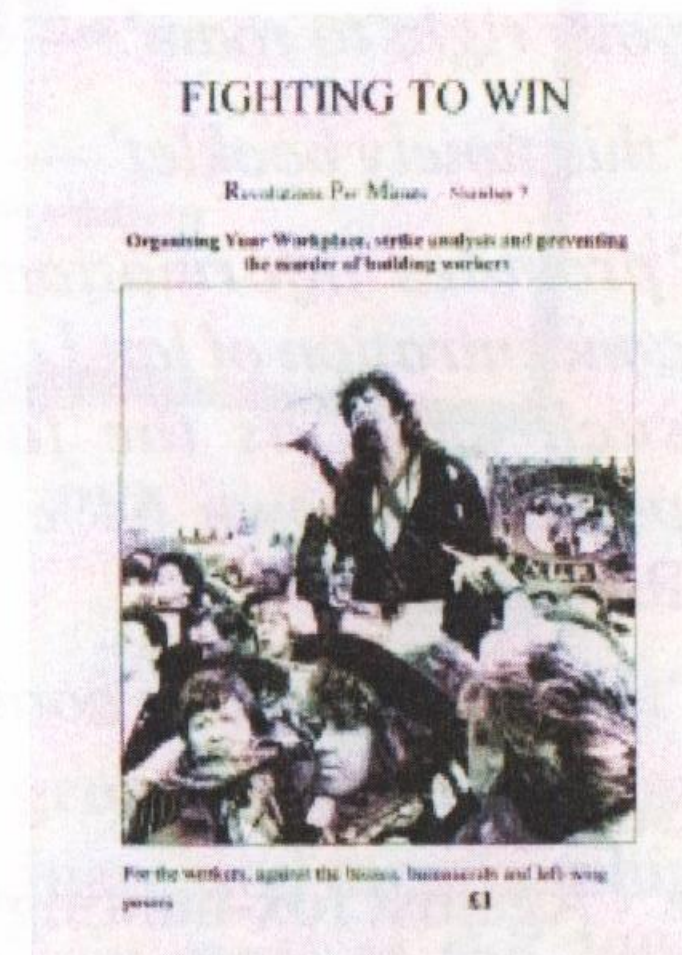 FIGHTING TO WIN
Revolutions Per Minute - Number 7
Organising Your Workplace, strike analysis and preventing
the murder of building workers
For the workers, against the bosses, bureaucrats and left-wing
posers £1